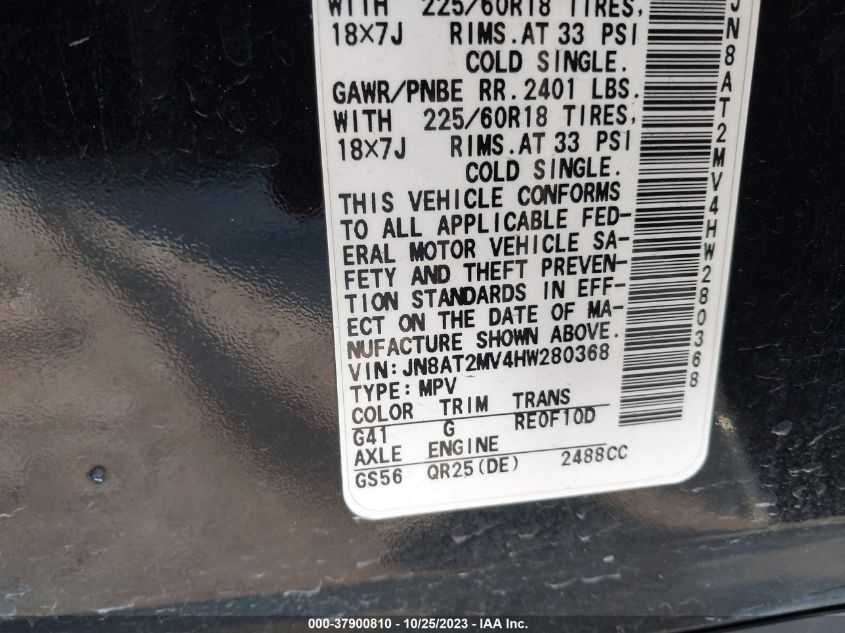 WITH 225/60R18 TIRES,
18X7J RIMS.AT 33 PSI
COLD SINGLE.
GAWR/PNBE RR.2401 LBS.
WITH 225/60R18 TIRES,
18X7J RIMS.AT 33 PSI
COLD SINGLE.
THIS VEHICLE CONFORMS
TO ALL APPLICABLE FED-
ERAL MOTOR VEHICLE SA-
FETY AND THEFT PREVEN-
TION STANDARDS IN EFF-
ECT ON THE DATE OF MA-
NUFACTURE SHOWN ABOVE.
VIN:JN8AT2MV4HW280368
TYPE:MPV
COLOR TRIM TRANS
G41 G RE0F10D
AXLE ENGINE
GS56 QR25(DE) 2488CC
JN8AT2MV4HW280368
000-37900810 - 10/25/2023 - IAA Inc.